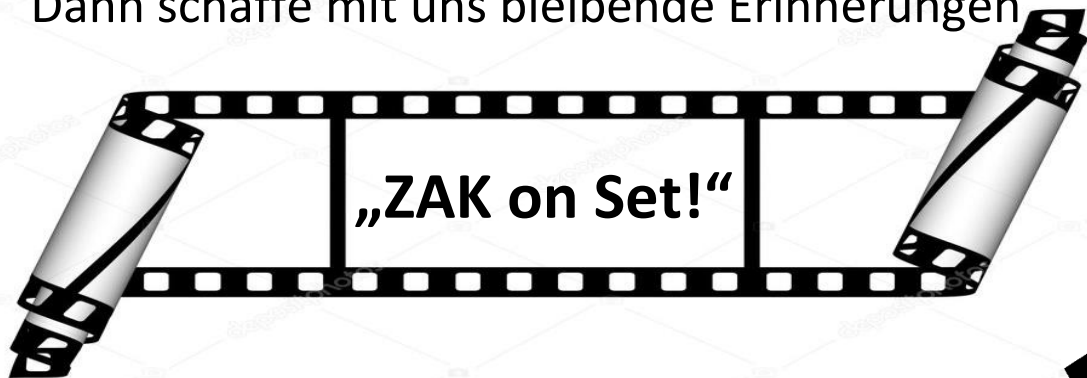 Dann schaffe mit uns bleibende Erinnerungen
„ZAK on Set!“